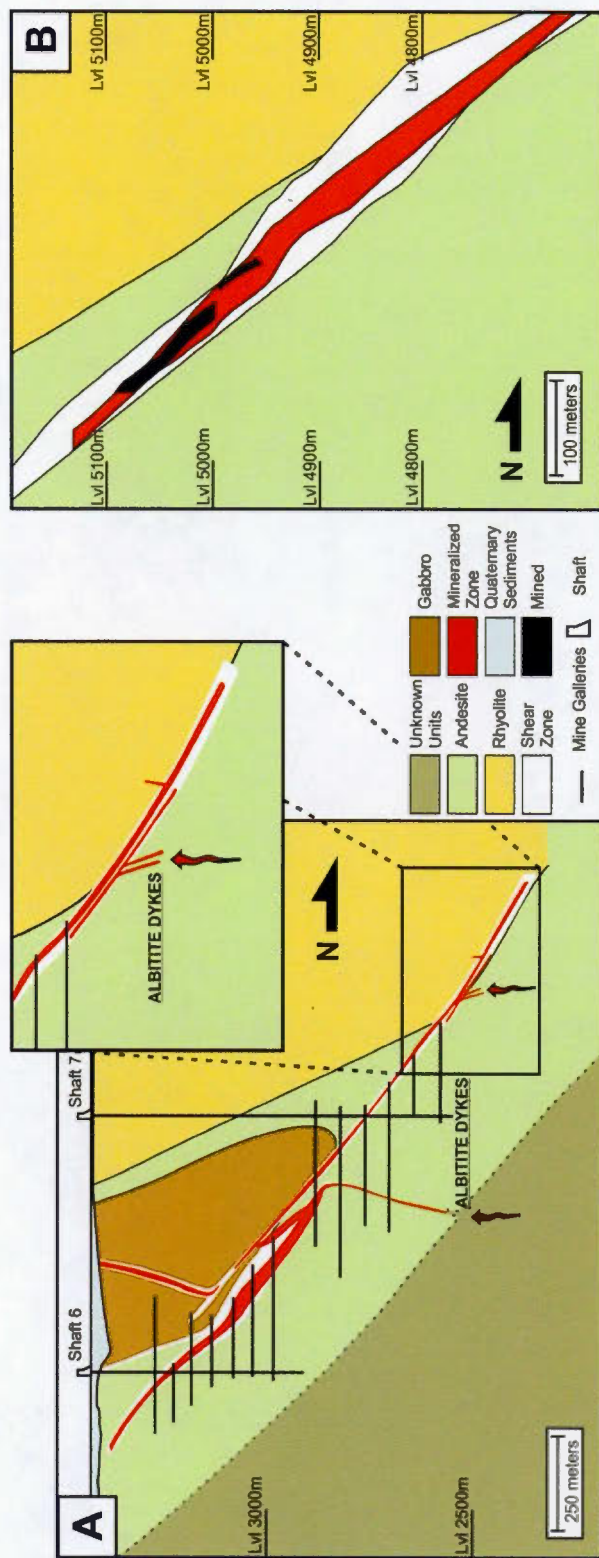 A
Shaft 6
Shaft 7
Lvl 3000m
Lvl 2500m
ALBITITE DYKES
N
250 meters
ALBITITE DYKES
Unknown
Units
Andesite
Rhyolite
Shear
Zone
Gabbro
Mineralized
Zone
Quaternary
Sediments
Mined
Mine Galleries
Shaft
B
Lvl 5100m
Lvl 5000m
Lvl 4900m
Lvl 4800m
Lvl 5100m
Lvl 5000m
Lvl 4900m
Lvl 4800m
N
100 meters